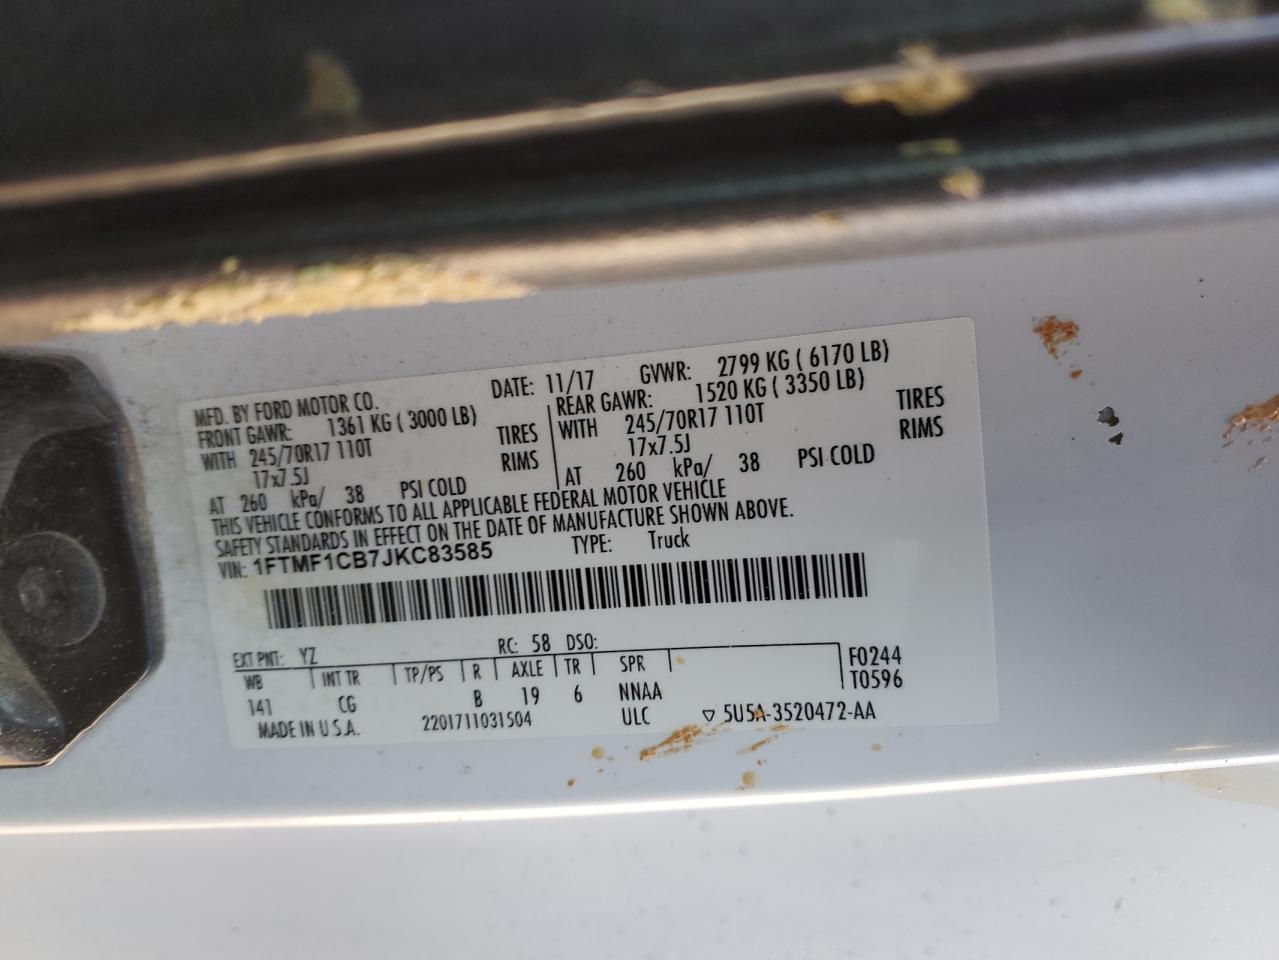 MFD. BY FORD MOTOR CO. DATE: 11/17 GVWR: 2799 KG ( 6170 LB)
FRONT GAWR: 1361 KG ( 3000 LB) REAR GAWR: 1520 KG ( 3350 LB)
WITH 245/70R17 110T TIRES WITH 245/70R17 110T TIRES
17x7.5J RIMS 17x7.5J RIMS
AT 260 kPa/ 38 PSI COLD AT 260 kPa/ 38 PSI COLD
THIS VEHICLE CONFORMS TO ALL APPLICABLE FEDERAL MOTOR VEHICLE
SAFETY STANDARDS IN EFFECT ON THE DATE OF MANUFACTURE SHOWN ABOVE.
VIN: 1FTMF1CB7JKC83585 TYPE: Truck
EXT PNT: YZ RC: 58 DSO:
WB INT TR TP/PS R AXLE TR SPR F0244
141 CG B 19 6 NNAA T0596
MADE IN U.S.A. 2201711031504 ULC ▽ 5U5A-3520472-AA